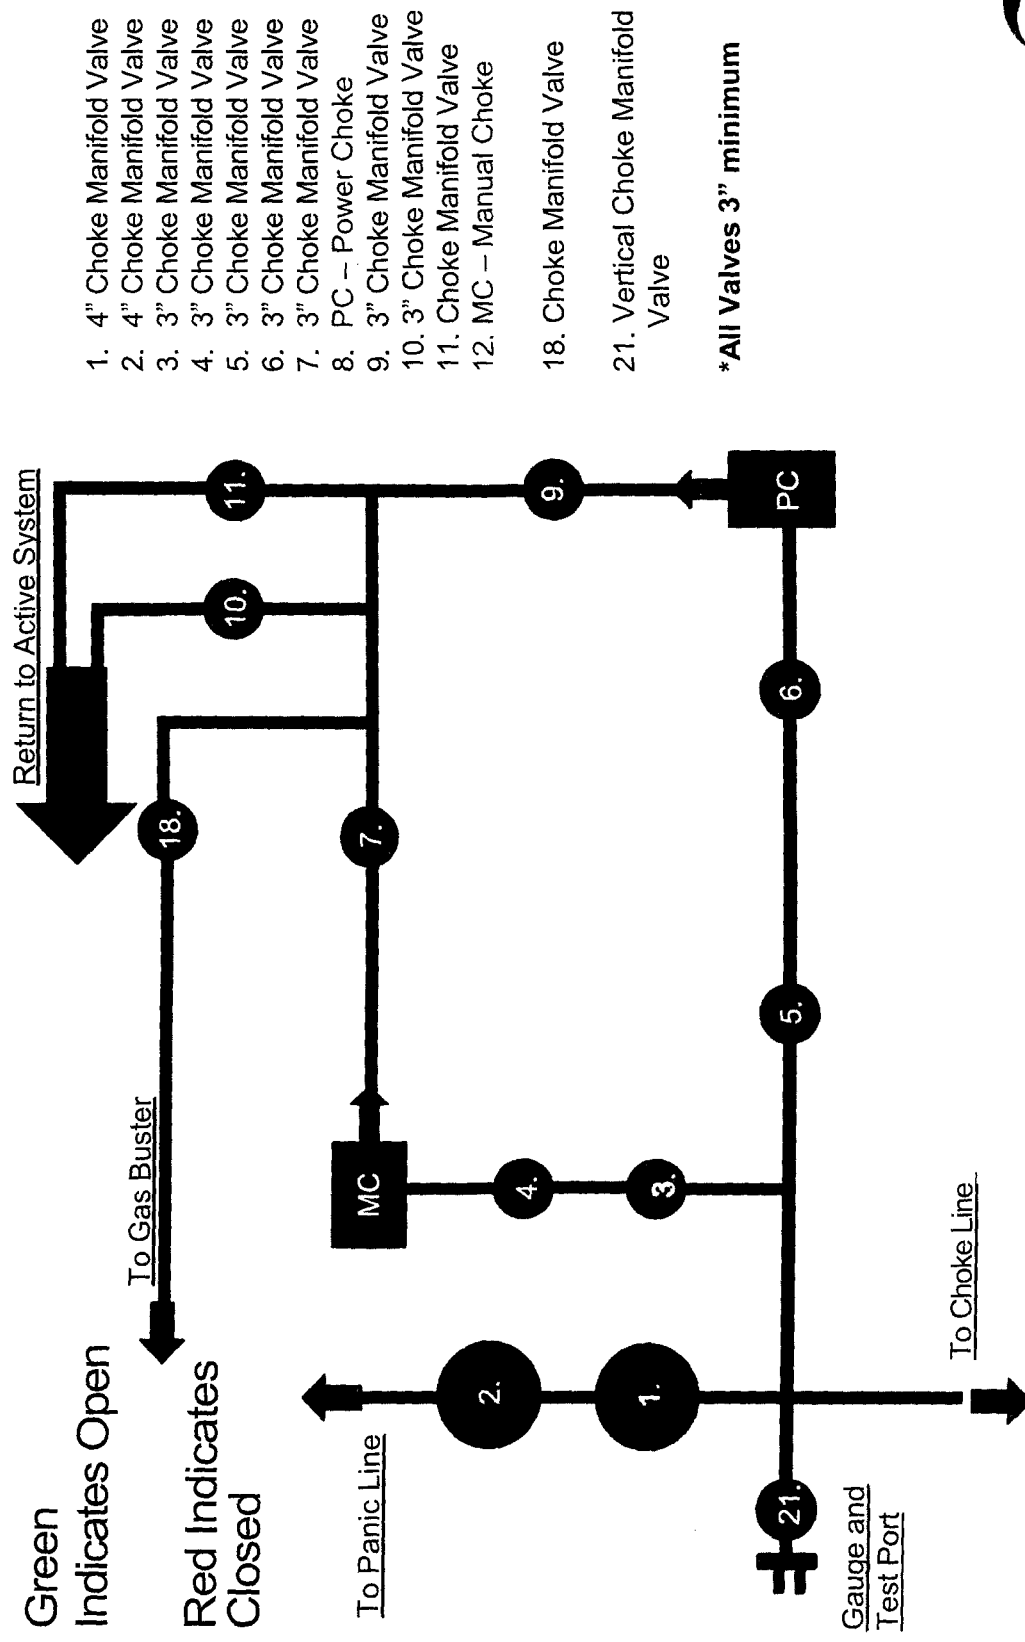 Green
Indicates Open
Red Indicates
Closed
To Gas Buster
Return to Active System
To Panic Line
Gauge and
Test Port
To Choke Line
18.
10.
11.
MC
7.
2.
1.
4.
3.
9.
21.
5.
6.
PC
1. 4” Choke Manifold Valve
2. 4” Choke Manifold Valve
3. 3” Choke Manifold Valve
4. 3” Choke Manifold Valve
5. 3” Choke Manifold Valve
6. 3” Choke Manifold Valve
7. 3” Choke Manifold Valve
8. PC – Power Choke
9. 3” Choke Manifold Valve
10. 3” Choke Manifold Valve
11. Choke Manifold Valve
12. MC – Manual Choke
18. Choke Manifold Valve
21. Vertical Choke Manifold
Valve
*All Valves 3” minimum